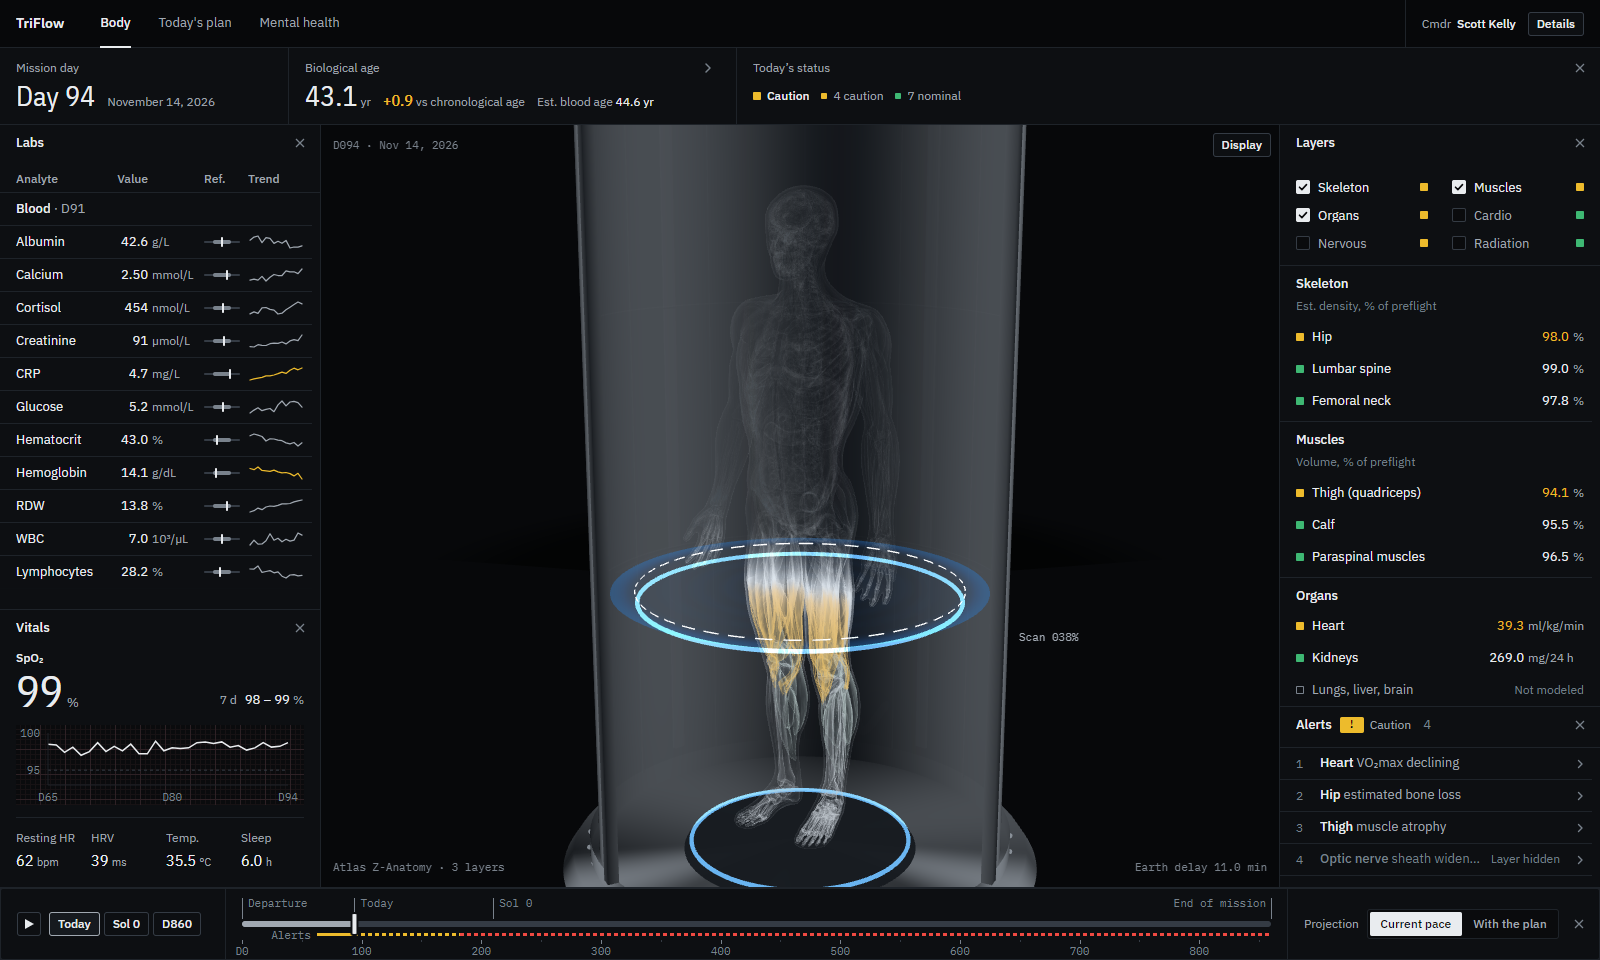 TriFlow Body Today's plan Mental health Cmdr Scott Kelly Details
Mission day
Day 94 November 14, 2026
Biological age
43.1 yr +0.9 vs chronological age Est. blood age 44.6 yr
Today's status
Caution 4 caution 7 nominal
Labs
Analyte Value Ref. Trend
Blood · D91
Albumin 42.6 g/L
Calcium 2.50 mmol/L
Cortisol 454 nmol/L
Creatinine 91 µmol/L
CRP 4.7 mg/L
Glucose 5.2 mmol/L
Hematocrit 43.0 %
Hemoglobin 14.1 g/dL
RDW 13.8 %
WBC 7.0 10³/µL
Lymphocytes 28.2 %
Vitals
SpO₂
99 % 7 d 98 – 99 %
100
95
D65 D80 D94
Resting HR HRV Temp. Sleep
62 bpm 39 ms 35.5 °C 6.0 h
D094 · Nov 14, 2026
Display
Scan 038%
Atlas Z-Anatomy · 3 layers
Earth delay 11.0 min
Layers
Skeleton Muscles
Organs Cardio
Nervous Radiation
Skeleton
Est. density, % of preflight
Hip 98.0 %
Lumbar spine 99.0 %
Femoral neck 97.8 %
Muscles
Volume, % of preflight
Thigh (quadriceps) 94.1 %
Calf 95.5 %
Paraspinal muscles 96.5 %
Organs
Heart 39.3 ml/kg/min
Kidneys 269.0 mg/24 h
Lungs, liver, brain Not modeled
Alerts ! Caution 4
1 Heart VO₂max declining
2 Hip estimated bone loss
3 Thigh muscle atrophy
4 Optic nerve sheath widen... Layer hidden
Today Sol 0 D860
Departure Today Sol 0 End of mission
Alerts
D0 100 200 300 400 500 600 700 800
Projection Current pace With the plan